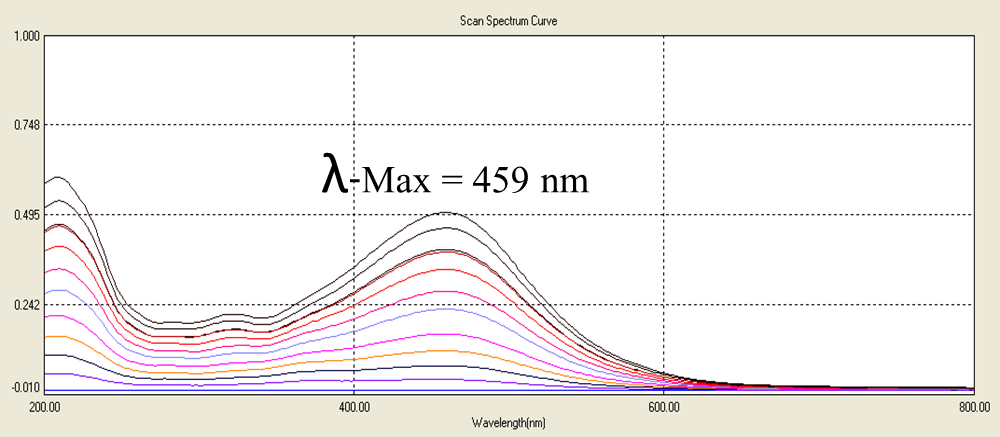 Scan Spectrum Curve
1.000
0.748
λ-Max = 459 nm
0.495
0.242
-0.010
200.00 400.00 600.00 800.00
Wavelength(nm)